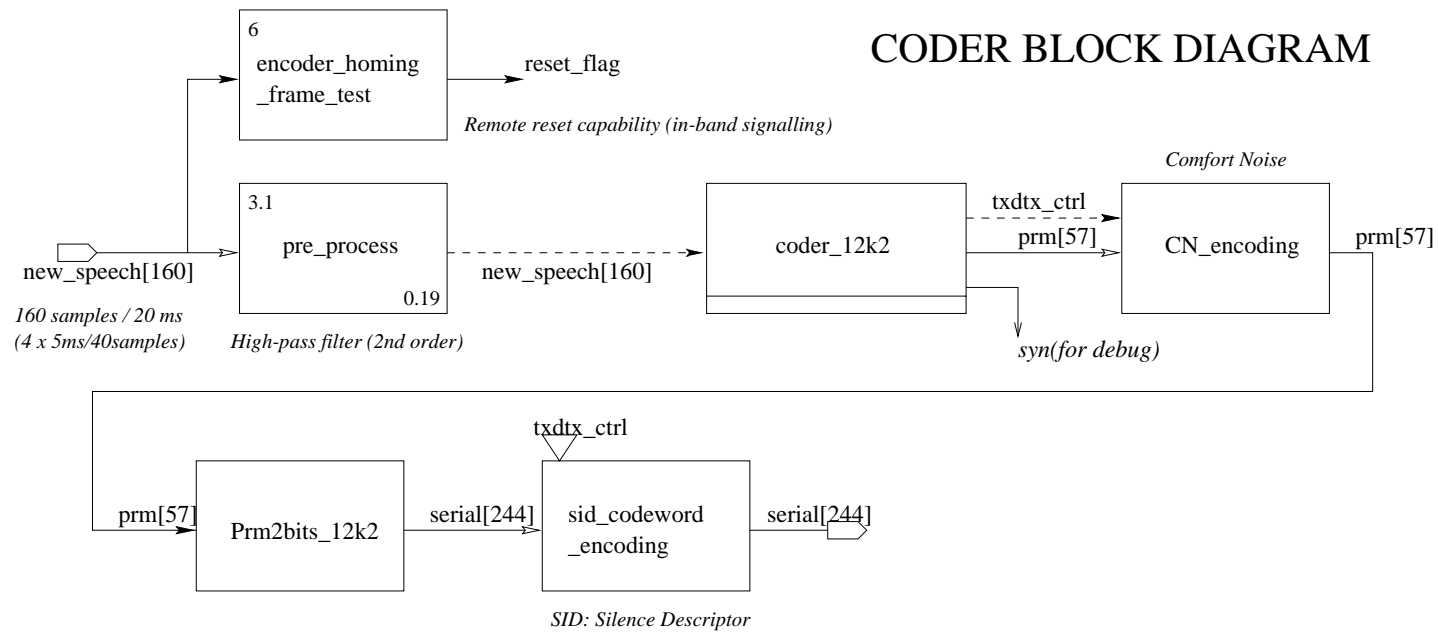 CODER BLOCK DIAGRAM
6
encoder_homing
_frame_test
reset_flag
Remote reset capability (in-band signalling)
3.1
pre_process
0.19
High-pass filter (2nd order)
new_speech[160]
160 samples / 20 ms
(4 x 5ms/40samples)
new_speech[160]
coder_12k2
txdtx_ctrl
prm[57]
syn(for debug)
Comfort Noise
CN_encoding
prm[57]
prm[57]
Prm2bits_12k2
serial[244]
txdtx_ctrl
sid_codeword
_encoding
serial[244]
SID: Silence Descriptor